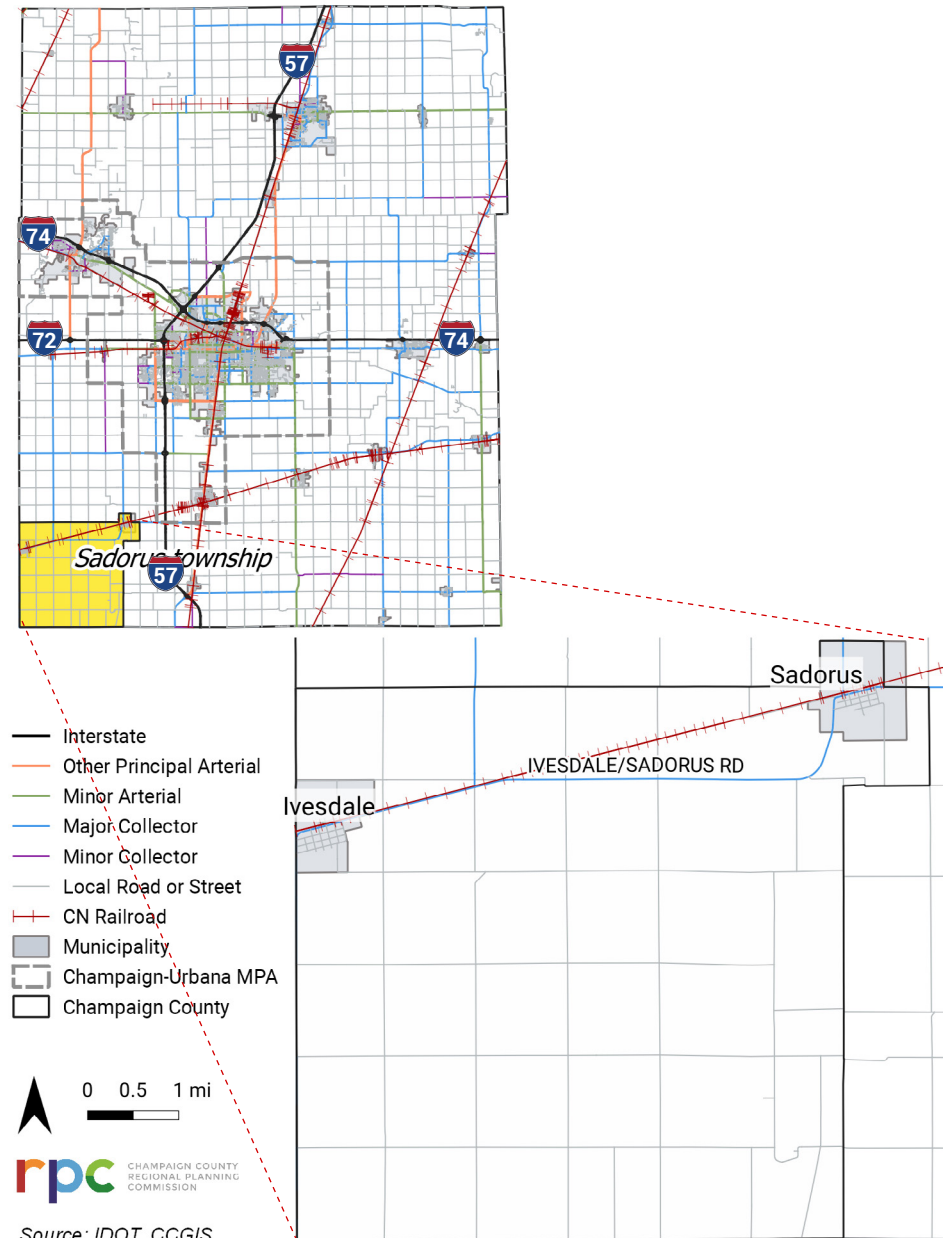 57
74
72
74
Sadorus township
57
Sadorus
IVESDALE/SADORUS RD
Ivesdale
Interstate
Other Principal Arterial
Minor Arterial
Major Collector
Minor Collector
Local Road or Street
CN Railroad
Municipality
Champaign-Urbana MPA
Champaign County
0 0.5 1 mi
rpc
CHAMPAIGN COUNTY
REGIONAL PLANNING
COMMISSION
Source: IDOT, CCGIS